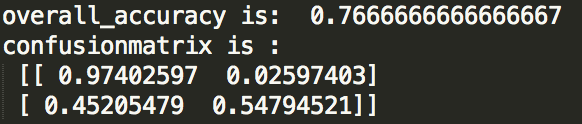 overall_accuracy is:  0.7666666666666667
confusionmatrix is :
 [[ 0.97402597  0.02597403]
 [ 0.45205479  0.54794521]]